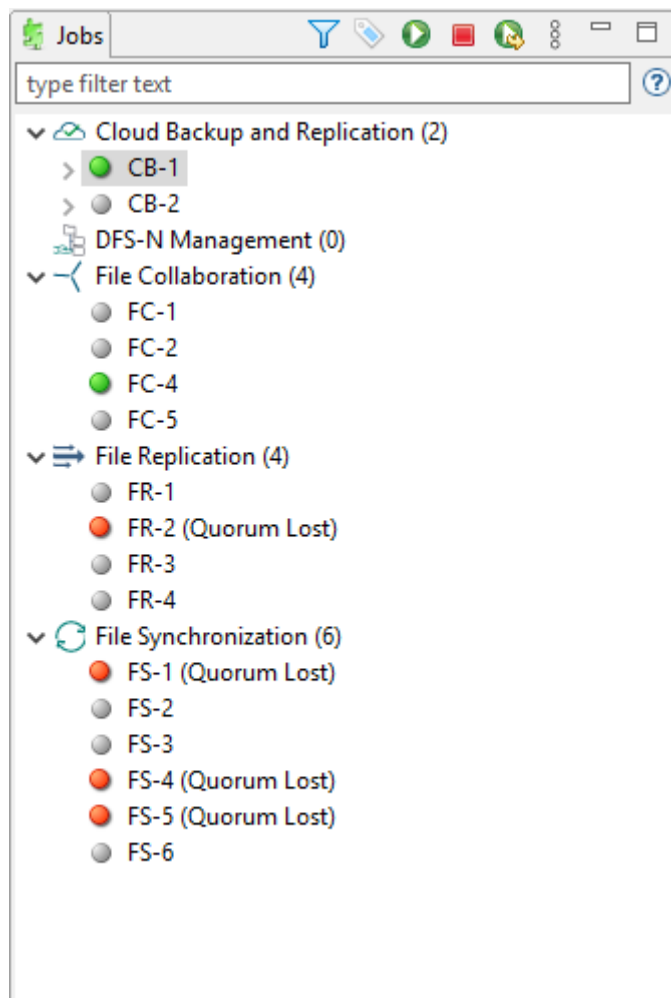 Jobs
type filter text
Cloud Backup and Replication (2)
CB-1
CB-2
DFS-N Management (0)
File Collaboration (4)
FC-1
FC-2
FC-4
FC-5
File Replication (4)
FR-1
FR-2 (Quorum Lost)
FR-3
FR-4
File Synchronization (6)
FS-1 (Quorum Lost)
FS-2
FS-3
FS-4 (Quorum Lost)
FS-5 (Quorum Lost)
FS-6